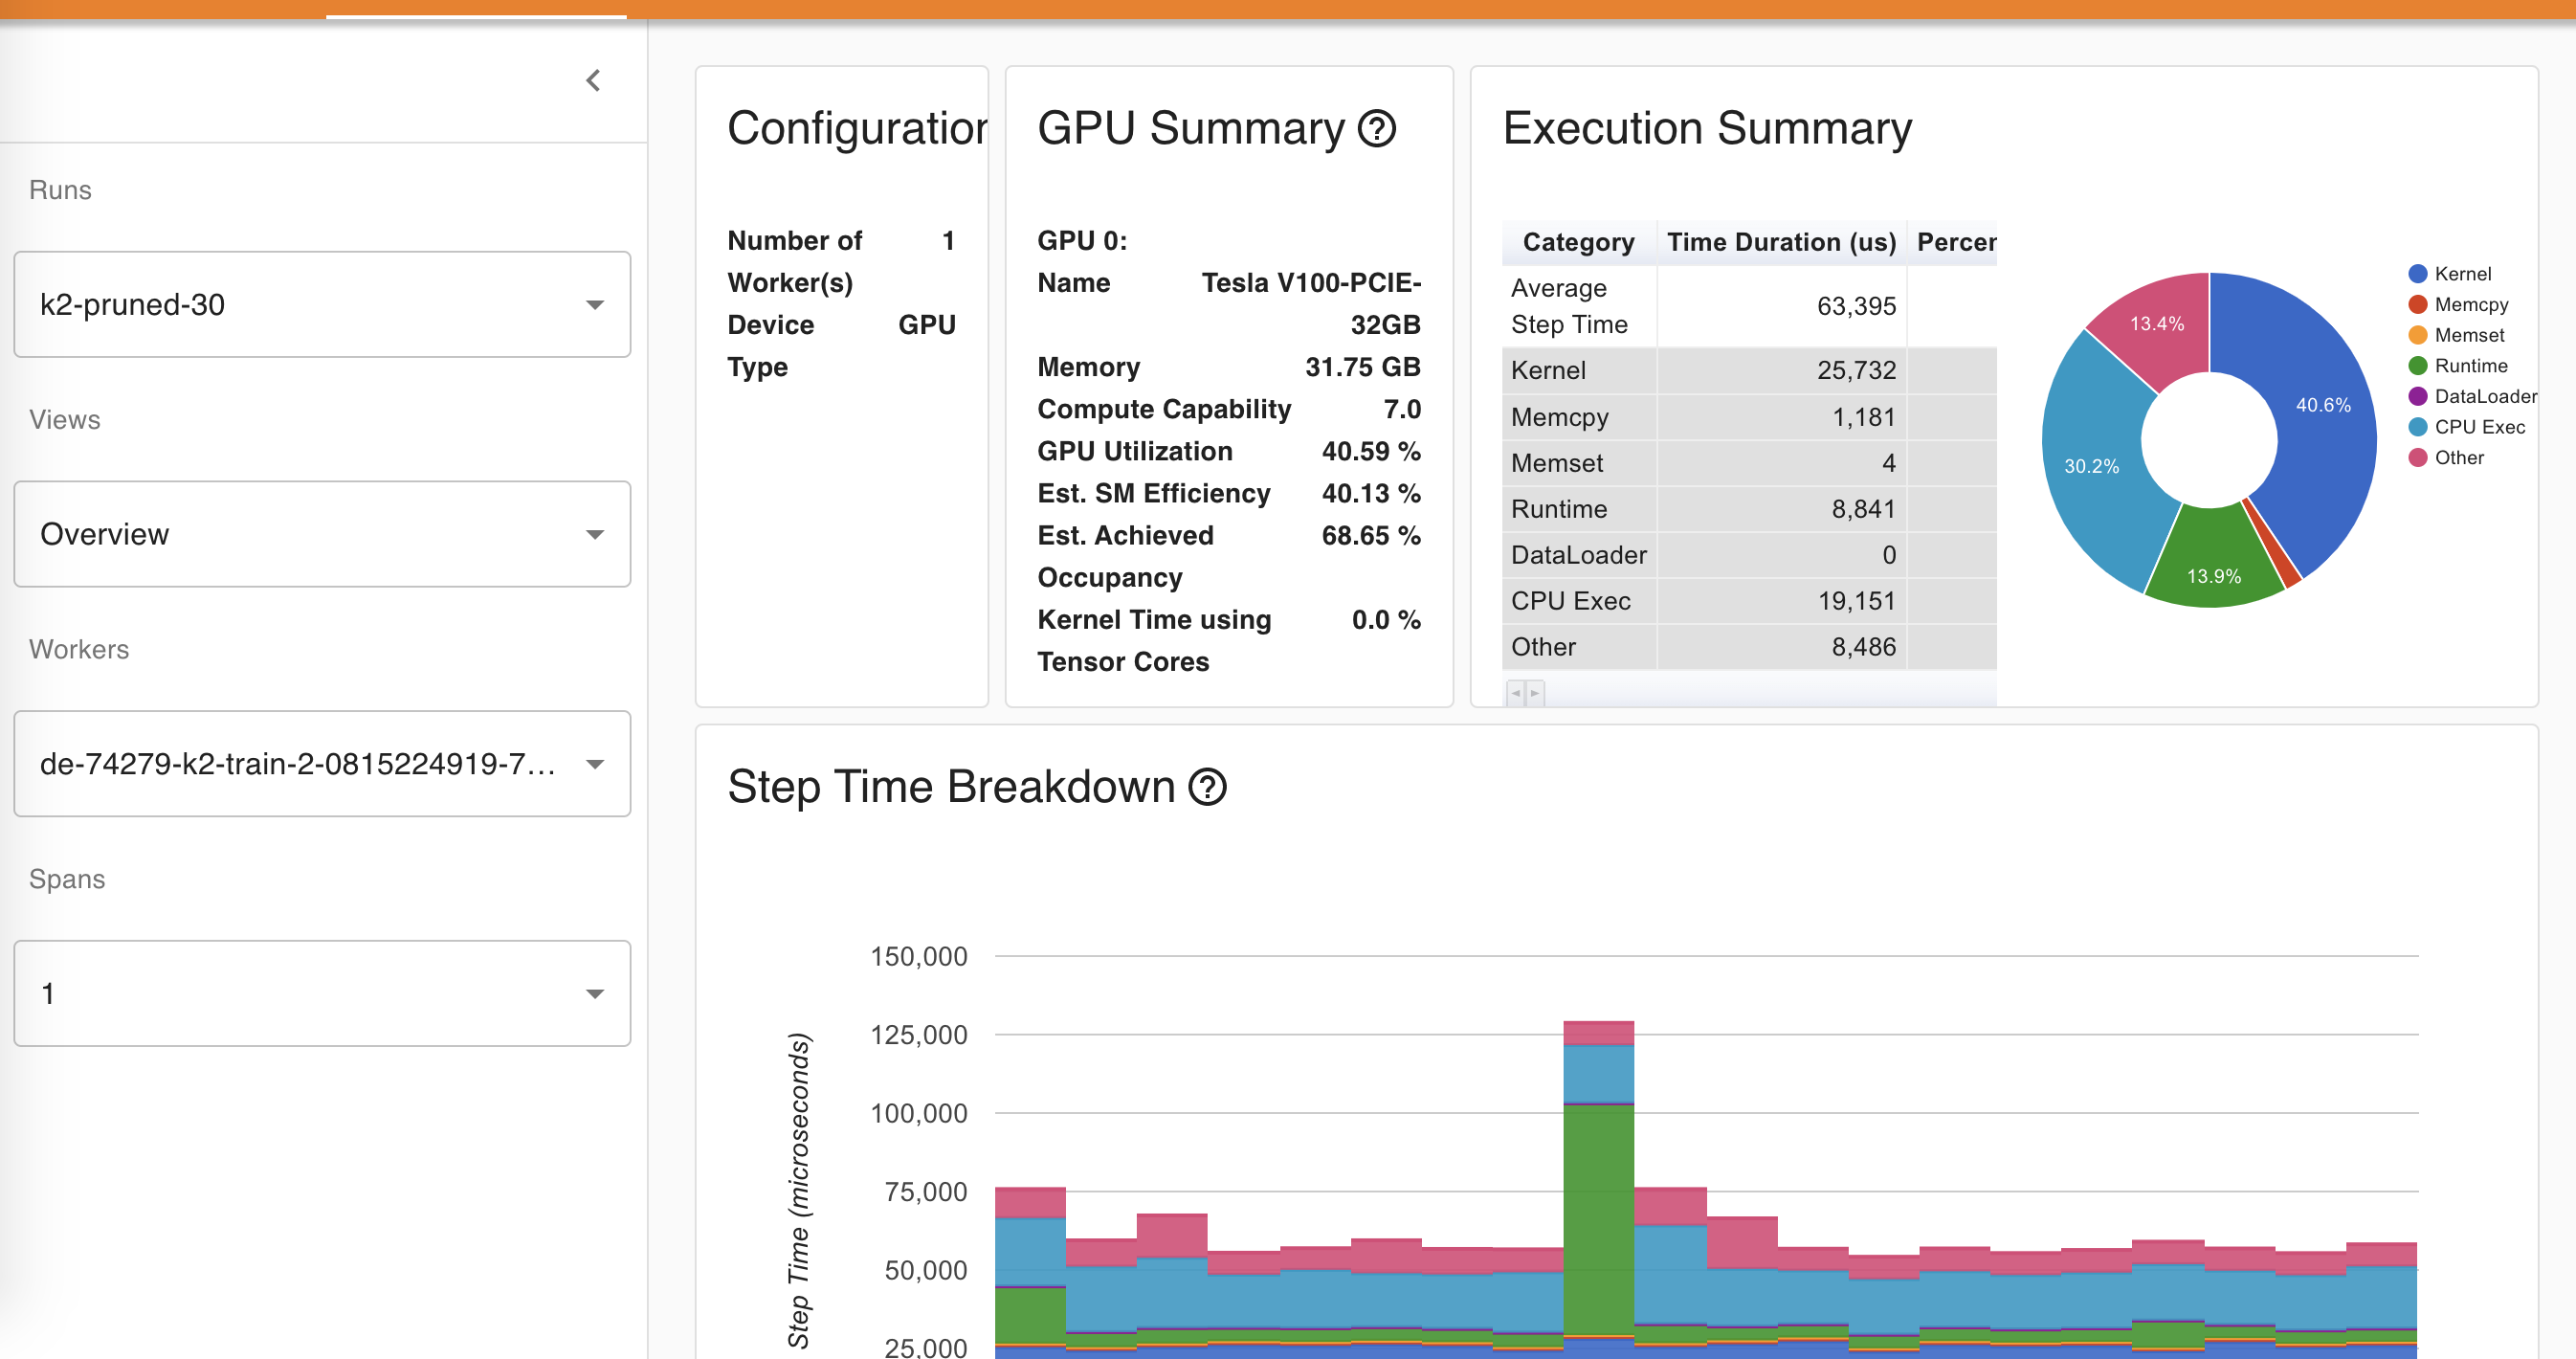 Runs
k2-pruned-30
Views
Overview
Workers
de-74279-k2-train-2-0815224919-7...
Spans
1
Configuration
Number of Worker(s) 1
Device Type GPU
GPU Summary
GPU 0:
Name Tesla V100-PCIE-32GB
Memory 31.75 GB
Compute Capability 7.0
GPU Utilization 40.59 %
Est. SM Efficiency 40.13 %
Est. Achieved Occupancy 68.65 %
Kernel Time using Tensor Cores 0.0 %
Execution Summary
Category Time Duration (us) Percen
Average Step Time 63,395
Kernel 25,732
Memcpy 1,181
Memset 4
Runtime 8,841
DataLoader 0
CPU Exec 19,151
Other 8,486
13.4%
40.6%
30.2%
13.9%
Kernel
Memcpy
Memset
Runtime
DataLoader
CPU Exec
Other
Step Time Breakdown
Step Time (microseconds)
150,000
125,000
100,000
75,000
50,000
25,000